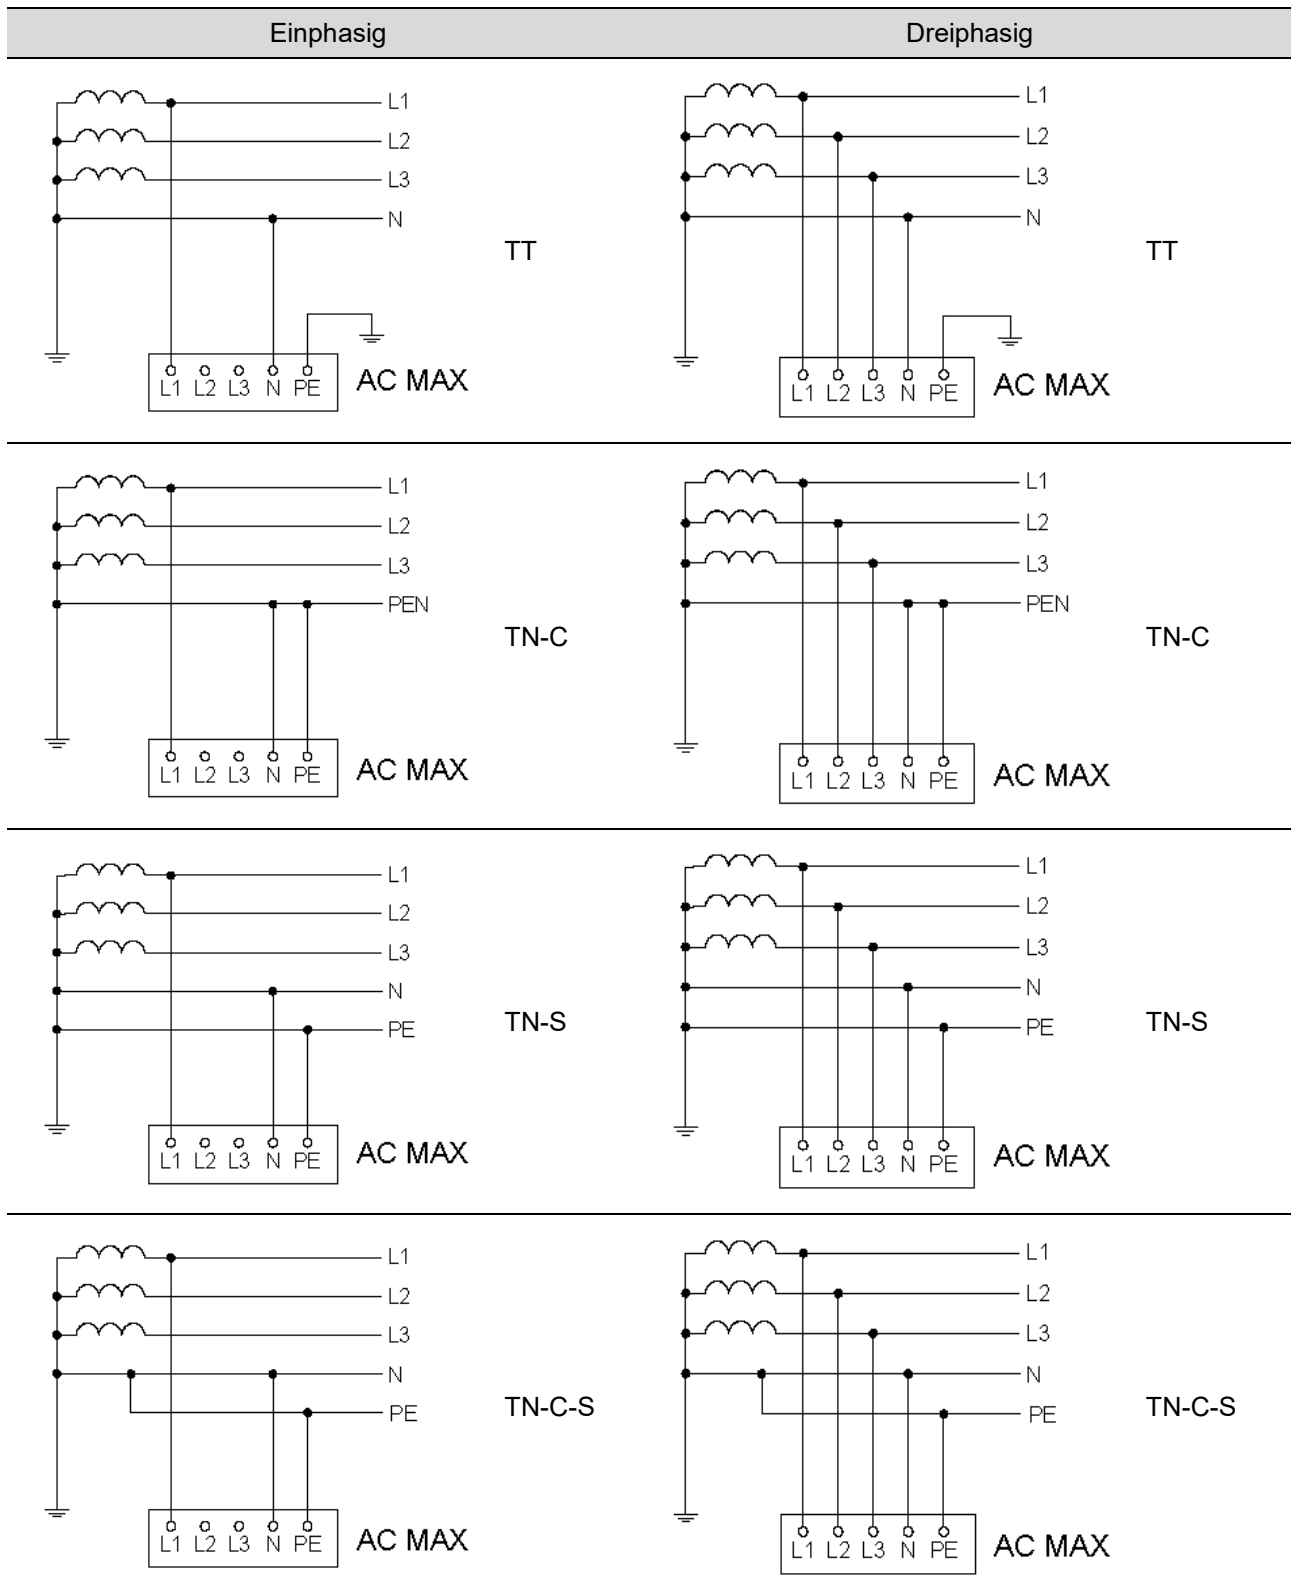 Einphasig Dreiphasig
L1
L2
L3
N
TT
L1 L2 L3 N PE
AC MAX
L1
L2
L3
N
TT
L1 L2 L3 N PE
AC MAX
L1
L2
L3
PEN
TN-C
L1 L2 L3 N PE
AC MAX
L1
L2
L3
PEN
TN-C
L1 L2 L3 N PE
AC MAX
L1
L2
L3
N
PE
TN-S
L1 L2 L3 N PE
AC MAX
L1
L2
L3
N
PE
TN-S
L1 L2 L3 N PE
AC MAX
L1
L2
L3
N
PE
TN-C-S
L1 L2 L3 N PE
AC MAX
L1
L2
L3
N
PE
TN-C-S
L1 L2 L3 N PE
AC MAX